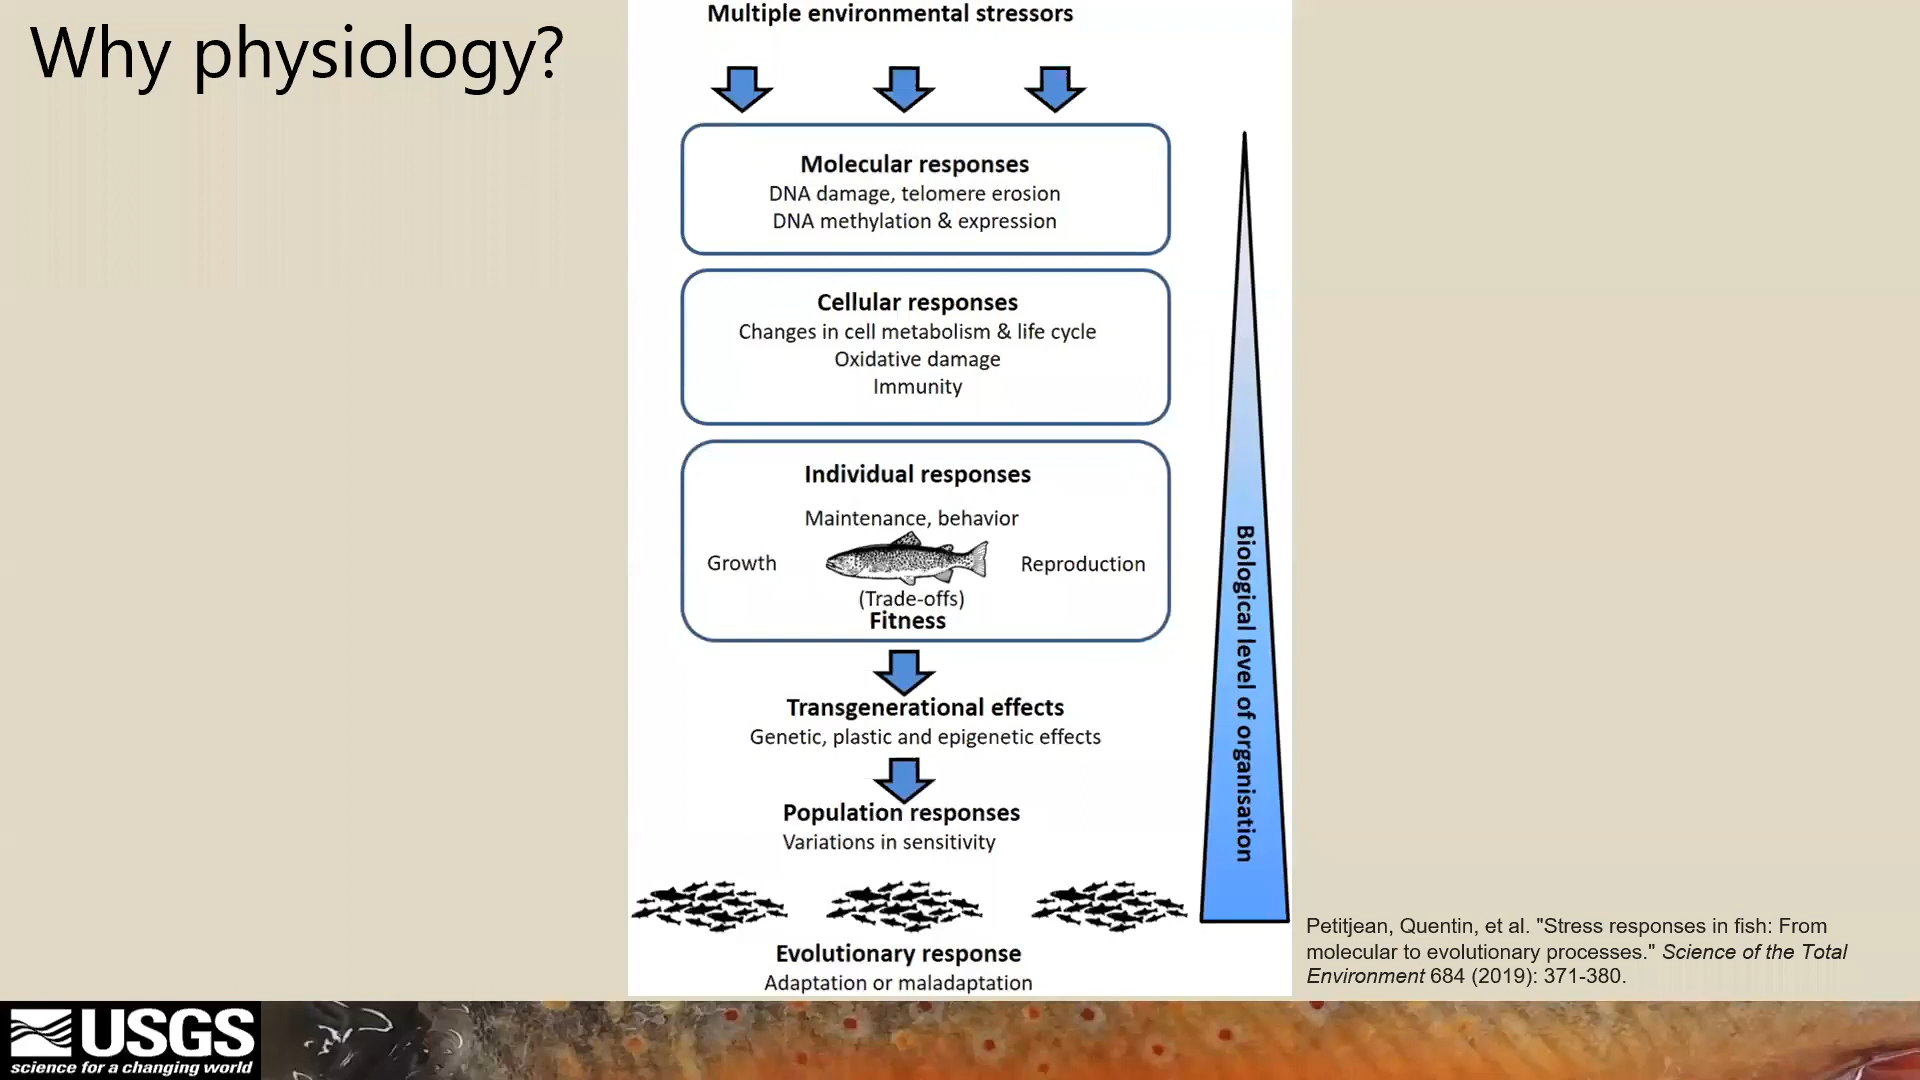 Why physiology?
Multiple environmental stressors
Molecular responses
DNA damage, telomere erosion
DNA methylation & expression
Cellular responses
Changes in cell metabolism & life cycle
Oxidative damage
Immunity
Individual responses
Maintenance, behavior
Growth
Reproduction
(Trade-offs)
Fitness
Transgenerational effects
Genetic, plastic and epigenetic effects
Population responses
Variations in sensitivity
Evolutionary response
Adaptation or maladaptation
Biological level of organisation
Petitjean, Quentin, et al. "Stress responses in fish: From
molecular to evolutionary processes." Science of the Total
Environment 684 (2019): 371-380.
USGS
science for a changing world